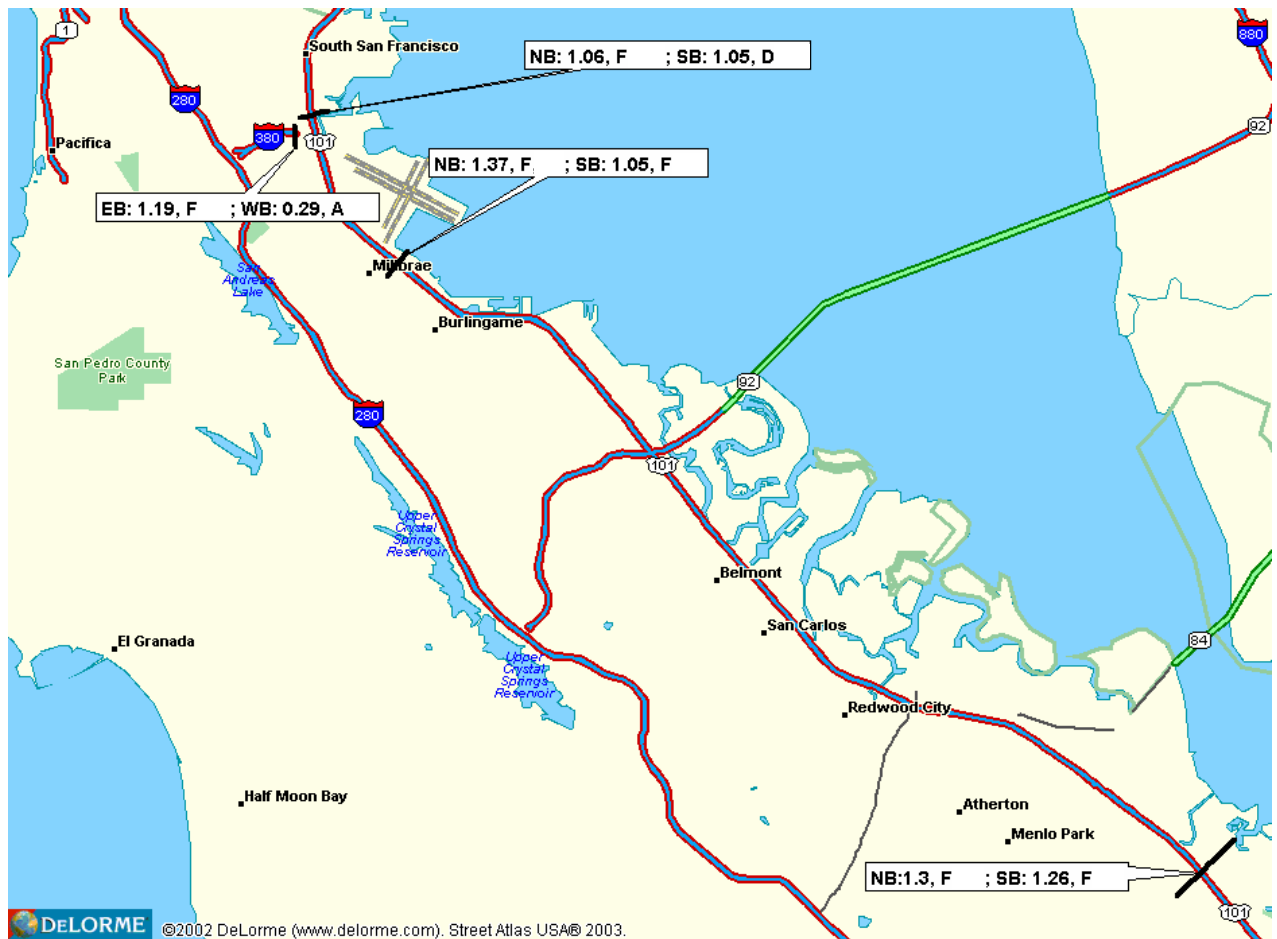 1
880
South San Francisco
NB: 1.06, F ; SB: 1.05, D
280
92
380
101
Pacifica
NB: 1.37, F ; SB: 1.05, F
EB: 1.19, F ; WB: 0.29, A
San
Andreas
Lake
Millbrae
Burlingame
San Pedro County
Park
92
280
101
Upper
Crystal
Springs
Reservoir
Belmont
San Carlos
El Granada
84
Upper
Crystal
Springs
Reservoir
Redwood City
Half Moon Bay
Atherton
Menlo Park
NB:1.3, F ; SB: 1.26, F
101
DELORME
©2002 DeLorme (www.delorme.com). Street Atlas USA® 2003.